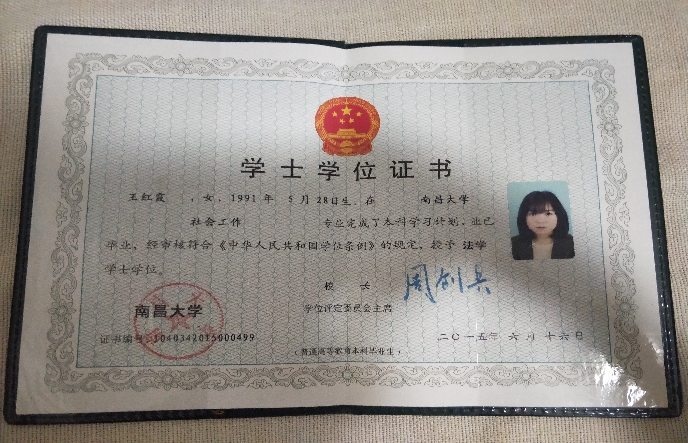 学士学位证书
王红霞 ,女, 1991 年 5 月 28日生. 在 南昌大学
社会工作 专业完成了本科学习计划, 业已
毕业, 经审核符合《中华人民共和国学位条例》的规定, 授予 法学
学士学位。
校 长
南昌大学 学位评定委员会主席
证书编号: 1040342015000499 二〇一五年 六 月 十六 日
(普通高等教育本科毕业生)